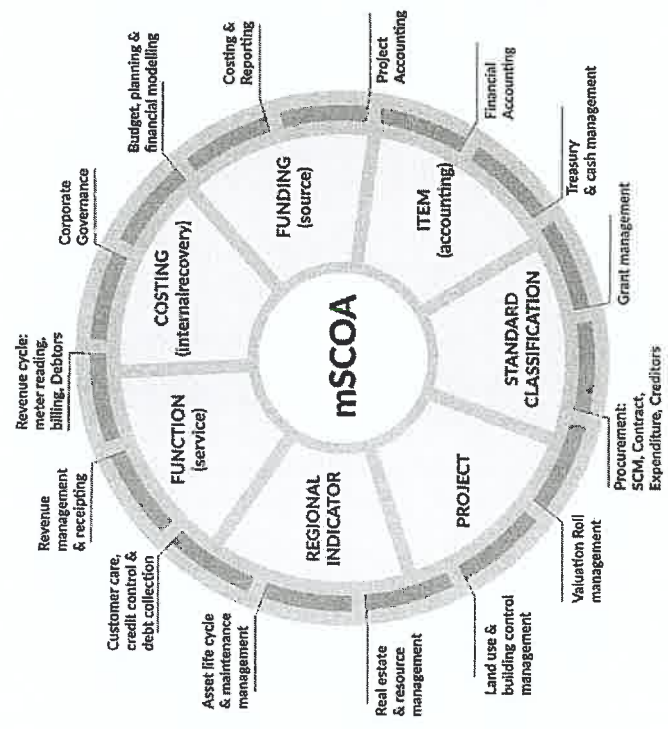 mSCOA
FUNCTION
(service)
COSTING
(internalrecovery)
FUNDING
(source)
ITEM
(accounting)
STANDARD
CLASSIFICATION
PROJECT
REGIONAL
INDICATOR
Corporate
Governance
Budget, planning &
financial modelling
Costing &
Reporting
Project
Accounting
Financial
Accounting
Treasury
& cash management
Grant management
Procurement:
SCM, Contract,
Expenditure, Creditors
Valuation Roll
management
Land use &
building control
management
Real estate
& resource
management
Asset life cycle
& maintenance
management
Customer care,
credit control &
debt collection
Revenue
management
& receipting
Revenue cycle:
meter reading,
billing, Debtors